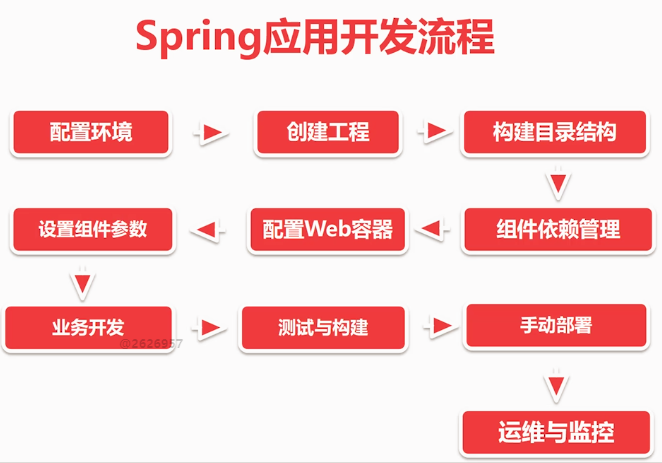 Spring应用开发流程
配置环境
创建工程
构建目录结构
组件依赖管理
配置Web容器
设置组件参数
业务开发
@2626957
测试与构建
手动部署
运维与监控